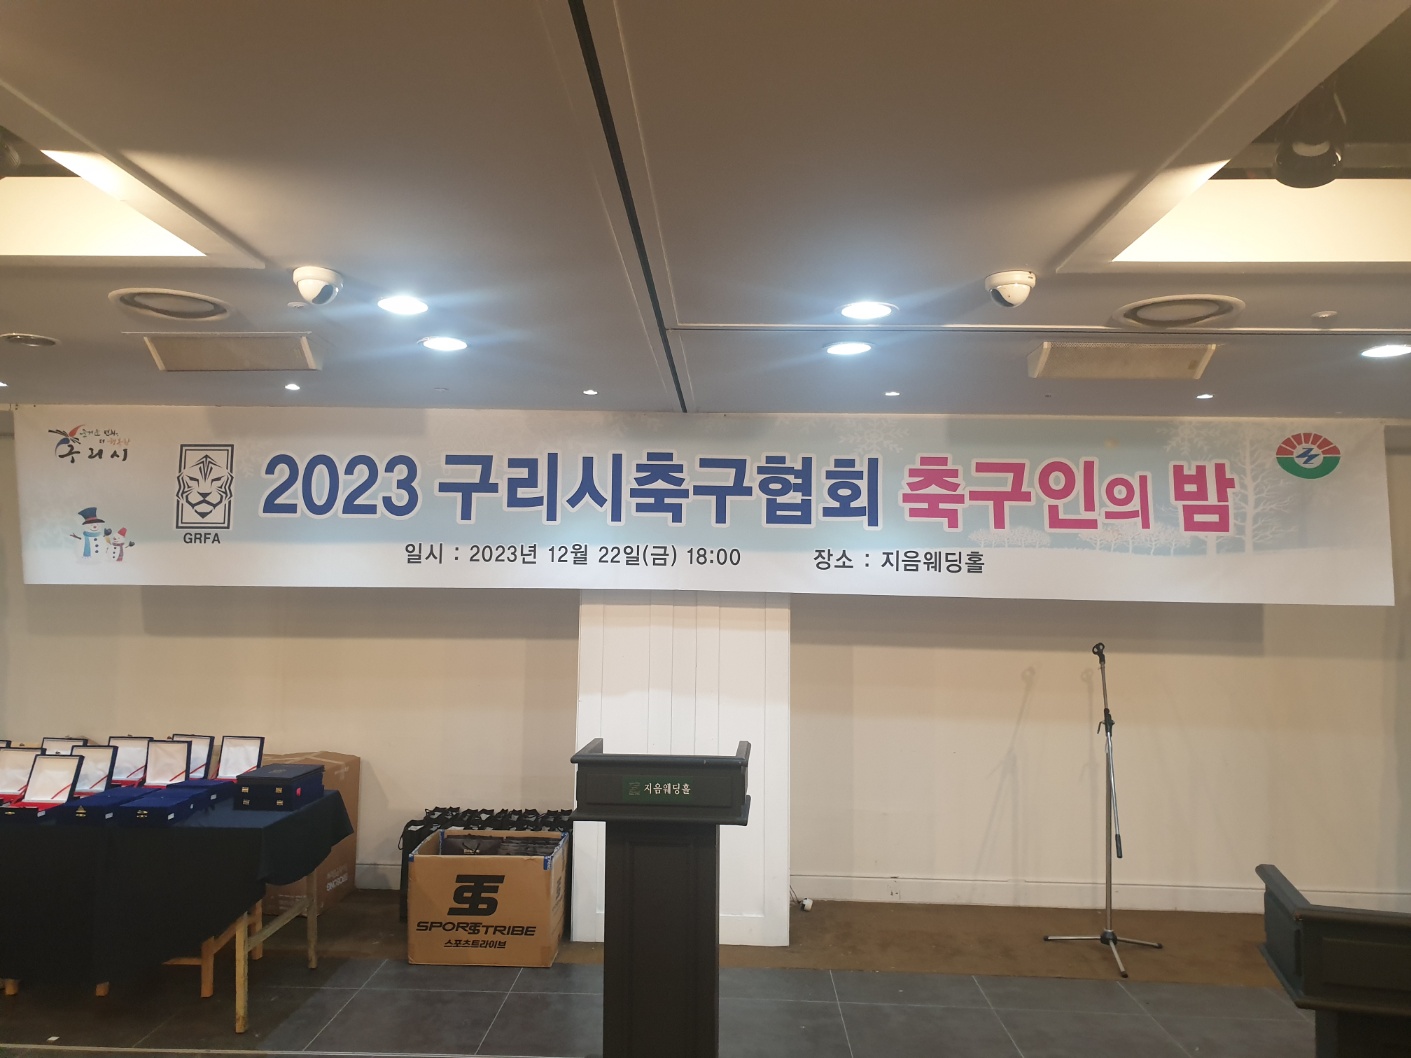 구리시
GRFA
2023 구리시축구협회 축구인의 밤
일시 : 2023년 12월 22일(금) 18:00 장소 : 지음웨딩홀
지음웨딩홀
SPORTSTRIBE
스포츠트라이브